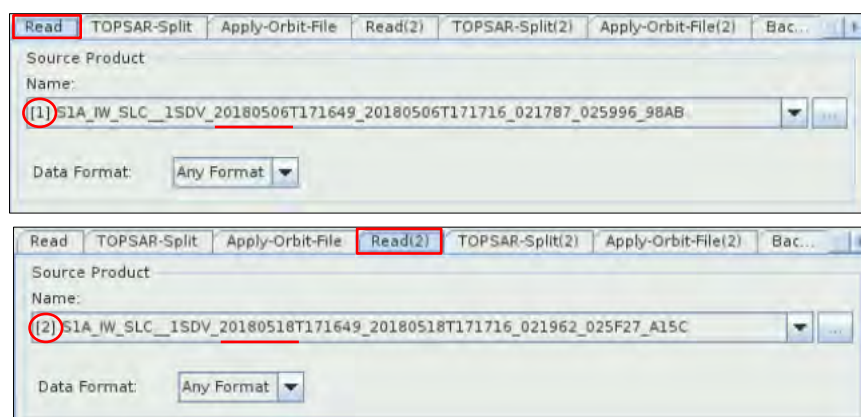 Read TOPSAR-Split Apply-Orbit-File Read(2) TOPSAR-Split(2) Apply-Orbit-File(2) Bac...
Source Product
Name:
[1] S1A_IW_SLC__1SDV_20180506T171649_20180506T171716_021787_025996_98AB
Data Format: Any Format
Read TOPSAR-Split Apply-Orbit-File Read(2) TOPSAR-Split(2) Apply-Orbit-File(2) Bac...
Source Product
Name:
[2] S1A_IW_SLC__1SDV_20180518T171649_20180518T171716_021962_025F27_A15C
Data Format: Any Format